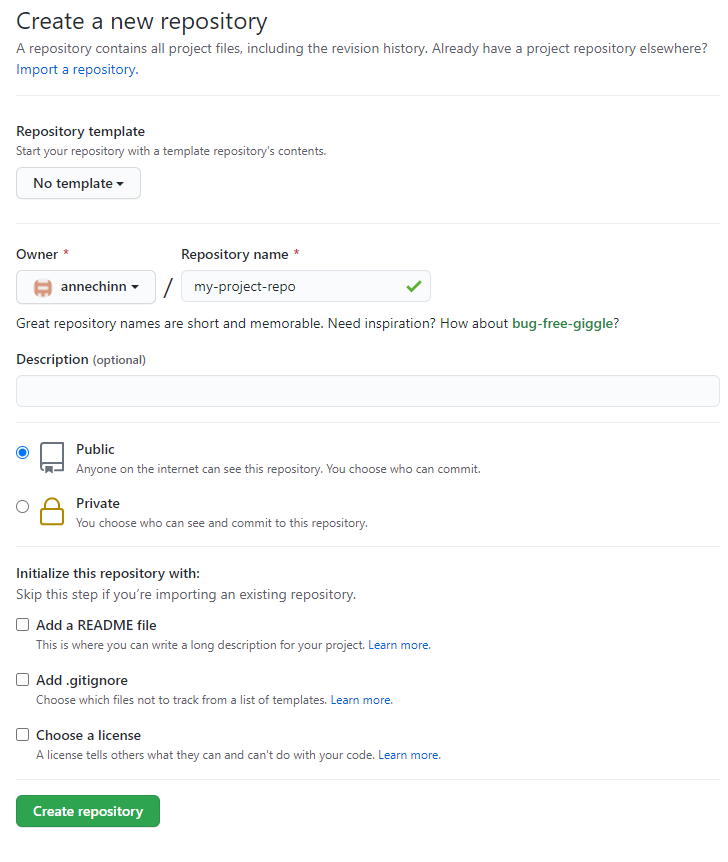 Create a new repository
A repository contains all project files, including the revision history. Already have a project repository elsewhere?
Import a repository.
Repository template
Start your repository with a template repository's contents.
No template
Owner *
Repository name *
annechinn
/
my-project-repo
Great repository names are short and memorable. Need inspiration? How about bug-free-giggle?
Description (optional)
Public
Anyone on the internet can see this repository. You choose who can commit.
Private
You choose who can see and commit to this repository.
Initialize this repository with:
Skip this step if you’re importing an existing repository.
Add a README file
This is where you can write a long description for your project. Learn more.
Add .gitignore
Choose which files not to track from a list of templates. Learn more.
Choose a license
A license tells others what they can and can't do with your code. Learn more.
Create repository